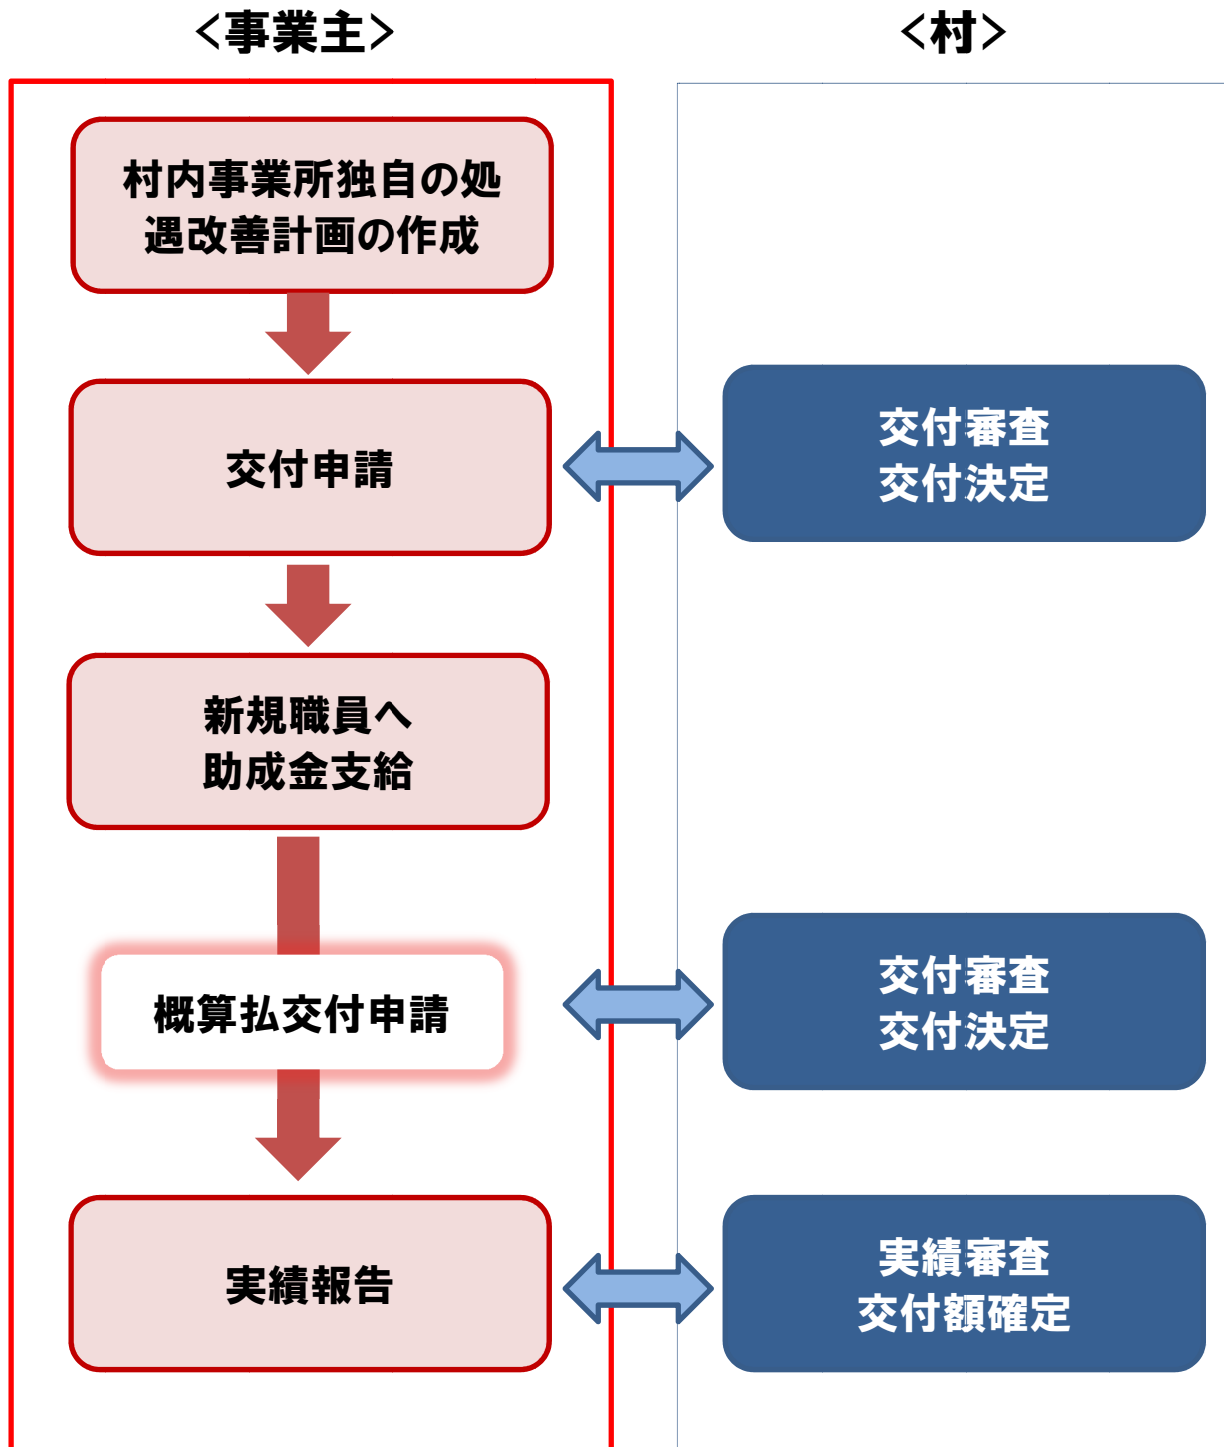 <事業主>
<村>
村内事業所独自の処
遇改善計画の作成
交付申請
交付審査
交付決定
新規職員へ
助成金支給
概算払交付申請
交付審査
交付決定
実績報告
実績審査
交付額確定